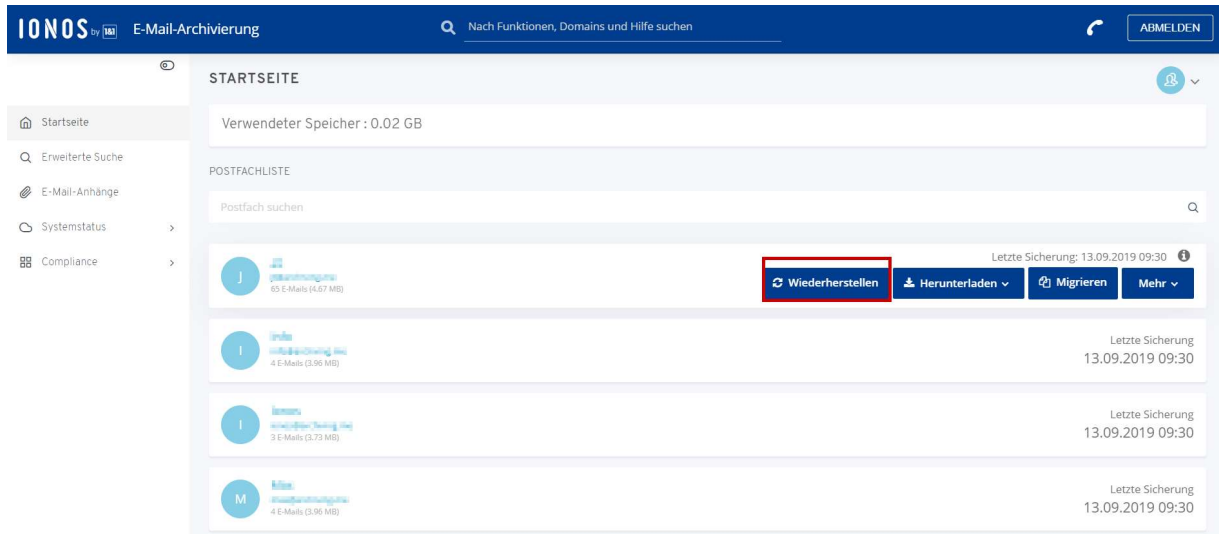 IONOS by 1&1 E-Mail-Archivierung
Nach Funktionen, Domains und Hilfe suchen
ABMELDEN
STARTSEITE
Startseite
Erweiterte Suche
E-Mail-Anhänge
Systemstatus
Compliance
Verwendeter Speicher : 0.02 GB
POSTFACHLISTE
Postfach suchen
J
65 E-Mails (4.67 MB)
Letzte Sicherung: 13.09.2019 09:30
Wiederherstellen
Herunterladen
Migrieren
Mehr
I
4 E-Mails (3.96 MB)
Letzte Sicherung
13.09.2019 09:30
I
3 E-Mails (3.73 MB)
Letzte Sicherung
13.09.2019 09:30
M
4 E-Mails (3.96 MB)
Letzte Sicherung
13.09.2019 09:30